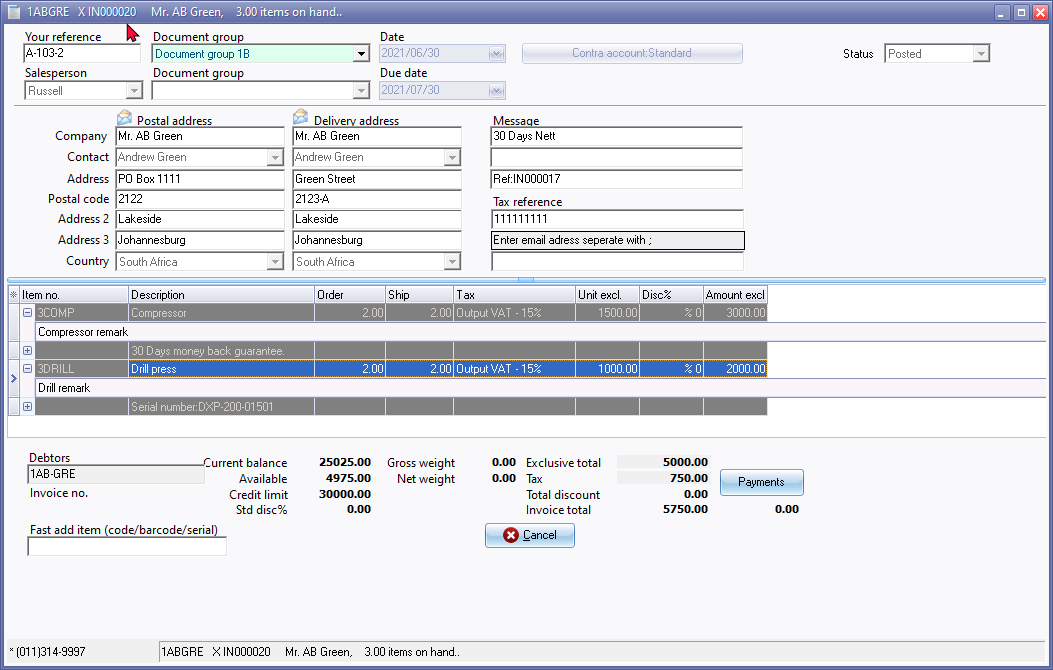 1ABGRE X IN000020 Mr. AB Green, 3.00 items on hand..
Your reference Document group Date
A-103-2 Document group 1B 2021/06/30 Contra account:Standard Status Posted
Salesperson Document group Due date
Russell 2021/07/30
Postal address Delivery address Message
Company Mr. AB Green Mr. AB Green 30 Days Nett
Contact Andrew Green Andrew Green
Address PO Box 1111 Green Street Ref:IN000017
Postal code 2122 2123-A Tax reference
Address 2 Lakeside Lakeside 111111111
Address 3 Johannesburg Johannesburg Enter email adress seperate with ;
Country South Africa South Africa
Item no. Description Order Ship Tax Unit excl. Disc% Amount excl
3COMP Compressor 2.00 2.00 Output VAT - 15% 1500.00 % 0 3000.00
Compressor remark
30 Days money back guarantee.
3DRILL Drill press 2.00 2.00 Output VAT - 15% 1000.00 % 0 2000.00
Drill remark
Serial number:DXP-200-01501
Debtors Current balance 25025.00 Gross weight 0.00 Exclusive total 5000.00
1AB-GRE Available 4975.00 Net weight 0.00 Tax 750.00 Payments
Invoice no. Credit limit 30000.00 Total discount 0.00
Std disc% 0.00 Invoice total 5750.00 0.00
Fast add item (code/barcode/serial) Cancel
* (011)314-9997 1ABGRE X IN000020 Mr. AB Green, 3.00 items on hand..